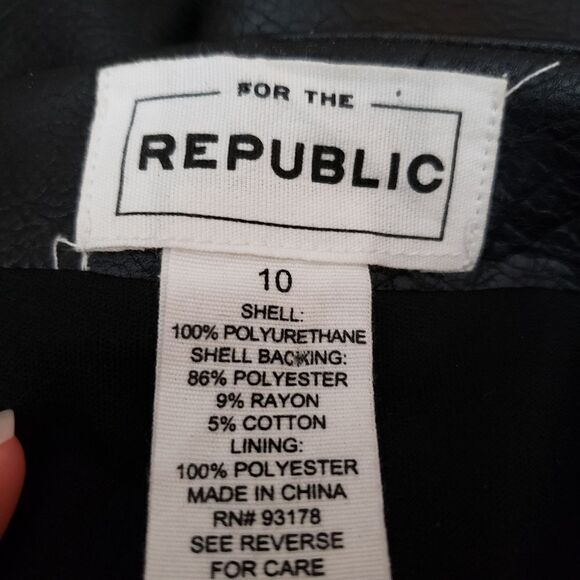 FOR THE
REPUBLIC
10
SHELL:
100% POLYURETHANE
SHELL BACKING:
86% POLYESTER
9% RAYON
5% COTTON
LINING:
100% POLYESTER
MADE IN CHINA
RN# 93178
SEE REVERSE
FOR CARE